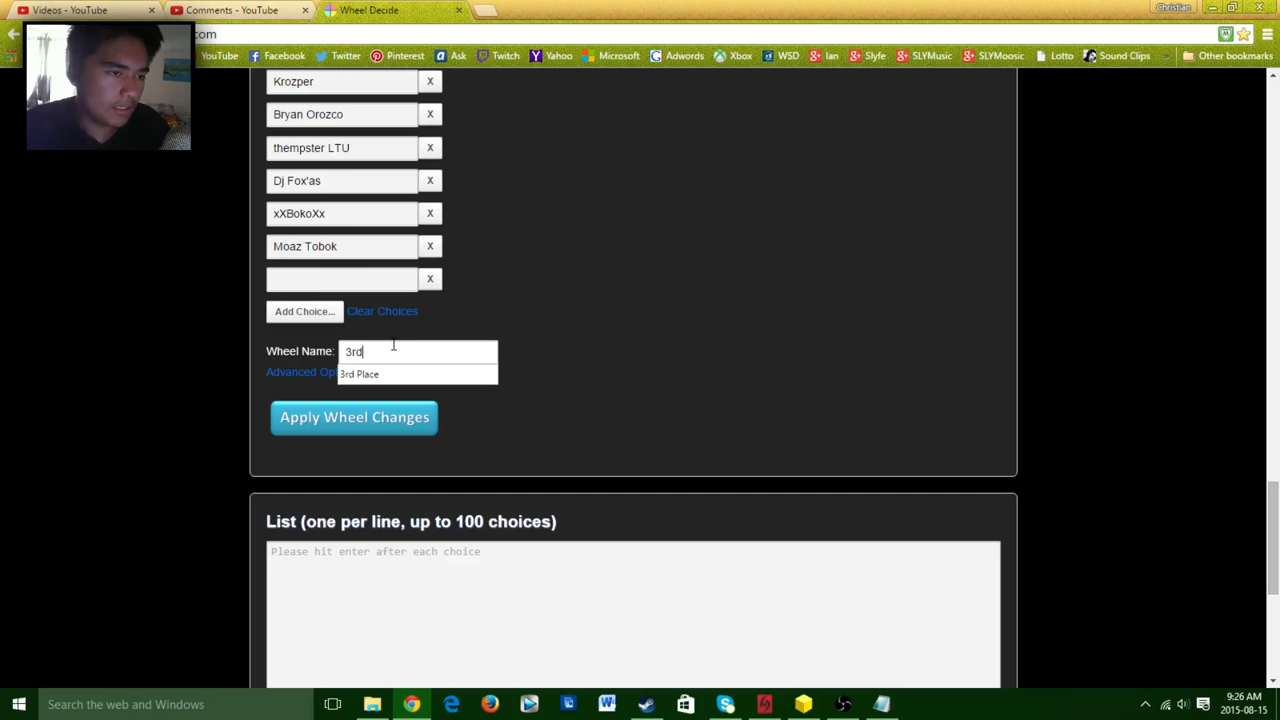 Videos - YouTube
Comments - YouTube
Wheel Decide
Christian
com
YouTube
Facebook
Twitter
Pinterest
Ask
Twitch
Yahoo
Microsoft
Adwords
Xbox
WSD
Ian
Slyfe
SLYMusic
SLYMoosic
Lotto
Sound Clips
»
Other bookmarks
Krozper X
Bryan Orozco X
thempster LTU X
Dj Fox'as X
xXBokoXx X
Moaz Tobok X
X
Add Choice... Clear Choices
Wheel Name: 3rd
Advanced Op 3rd Place
Apply Wheel Changes
List (one per line, up to 100 choices)
Please hit enter after each choice
Search the web and Windows
9:26 AM
2015-08-15